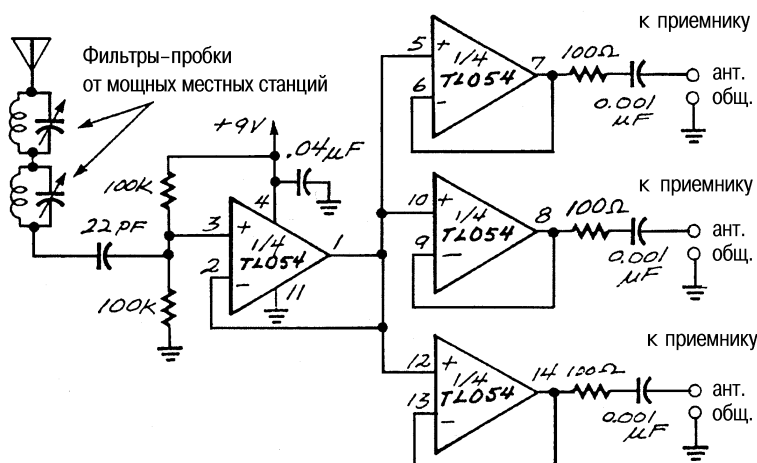 к приемнику
Фильтры-пробки
от мощных местных станций
5
+
1/4
TL054
7
100Ω
ант.
6
−
0.001
μF
общ.
+9V
.04μF
100K
4
22pF
3
+
1/4
TL054
1
2
−
11
100K
к приемнику
10
+
1/4
TL054
8
100Ω
ант.
9
−
0.001
μF
общ.
к приемнику
12
+
1/4
TL054
14
100Ω
ант.
13
−
0.001
μF
общ.